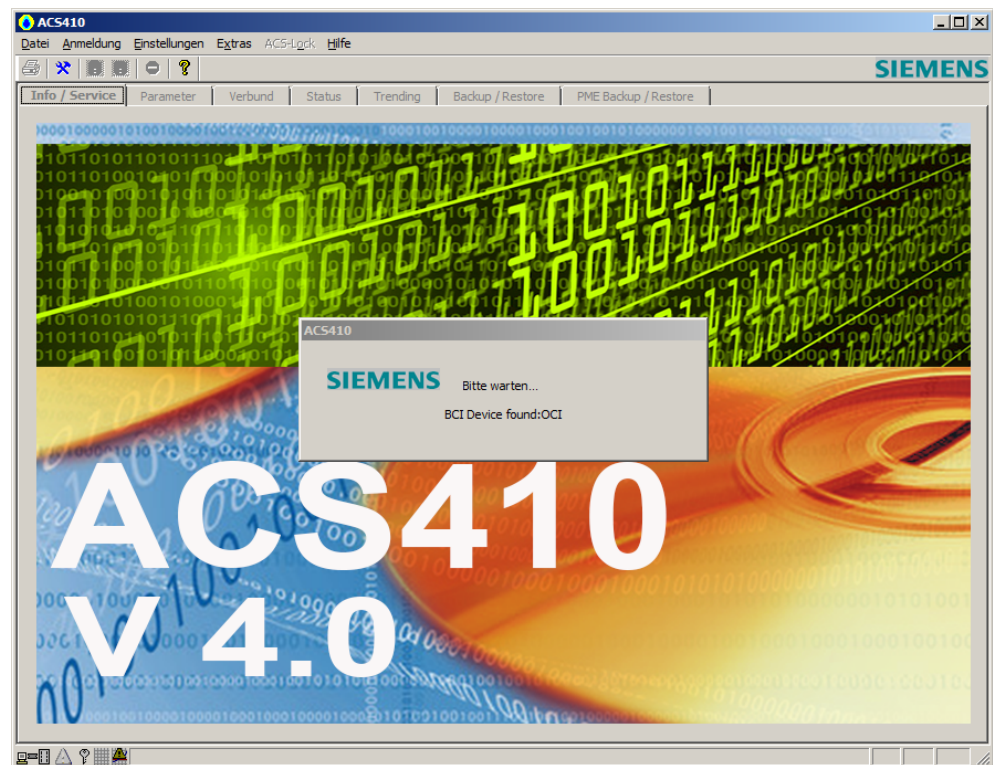 ACS410
Datei Anmeldung Einstellungen Extras ACS-Lock Hilfe
SIEMENS
Info / Service Parameter Verbund Status Trending Backup / Restore PME Backup / Restore
ACS410
SIEMENS Bitte warten...
BCI Device found:OCI
ACS410
V 4.0